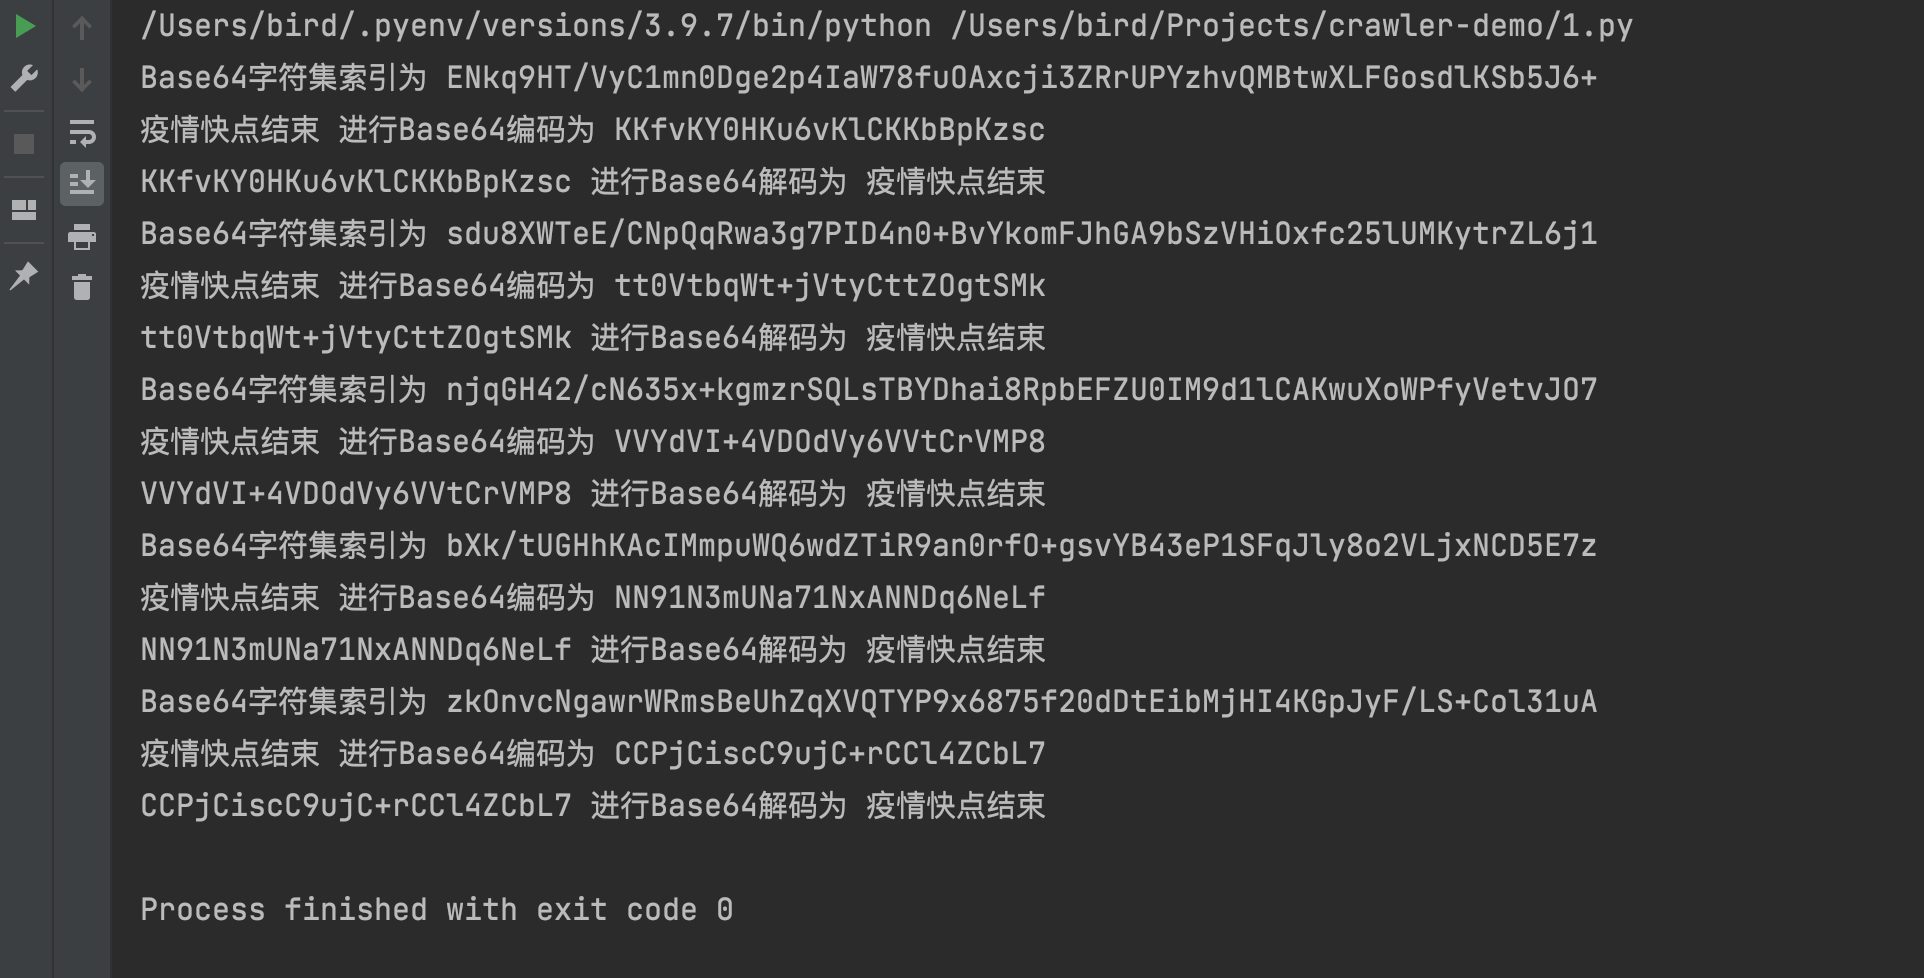 /Users/bird/.pyenv/versions/3.9.7/bin/python /Users/bird/Projects/crawler-demo/1.py
Base64字符集索引为 ENkq9HT/VyC1mn0Dge2p4IaW78fuOAxcji3ZRrUPYzhvQMBtwXLFGosdlKSb5J6+
疫情快点结束 进行Base64编码为 KKfvKY0HKu6vKlCKKbBpKzsc
KKfvKY0HKu6vKlCKKbBpKzsc 进行Base64解码为 疫情快点结束
Base64字符集索引为 sdu8XWTeE/CNpQqRwa3g7PID4n0+BvYkomFJhGA9bSzVHiOxfc25lUMKytrZL6j1
疫情快点结束 进行Base64编码为 tt0VtbqWt+jVtyCttZOgtSMk
tt0VtbqWt+jVtyCttZOgtSMk 进行Base64解码为 疫情快点结束
Base64字符集索引为 njqGH42/cN635x+kgmzrSQLsTBYDhai8RpbEFZU0IM9d1lCAKwuXoWPfyVetvJO7
疫情快点结束 进行Base64编码为 VVYdVI+4VDOdVy6VVtCrVMP8
VVYdVI+4VDOdVy6VVtCrVMP8 进行Base64解码为 疫情快点结束
Base64字符集索引为 bXk/tUGHhKAcIMmpuWQ6wdZTiR9an0rfO+gsvYB43eP1SFqJly8o2VLjxNCD5E7z
疫情快点结束 进行Base64编码为 NN91N3mUNa71NxANNDq6NeLf
NN91N3mUNa71NxANNDq6NeLf 进行Base64解码为 疫情快点结束
Base64字符集索引为 zkOnvcNgawrWRmsBeUhZqXVQTYP9x6875f20dDtEibMjHI4KGpJyF/LS+Col31uA
疫情快点结束 进行Base64编码为 CCPjCiscC9ujC+rCCl4ZCbL7
CCPjCiscC9ujC+rCCl4ZCbL7 进行Base64解码为 疫情快点结束
Process finished with exit code 0